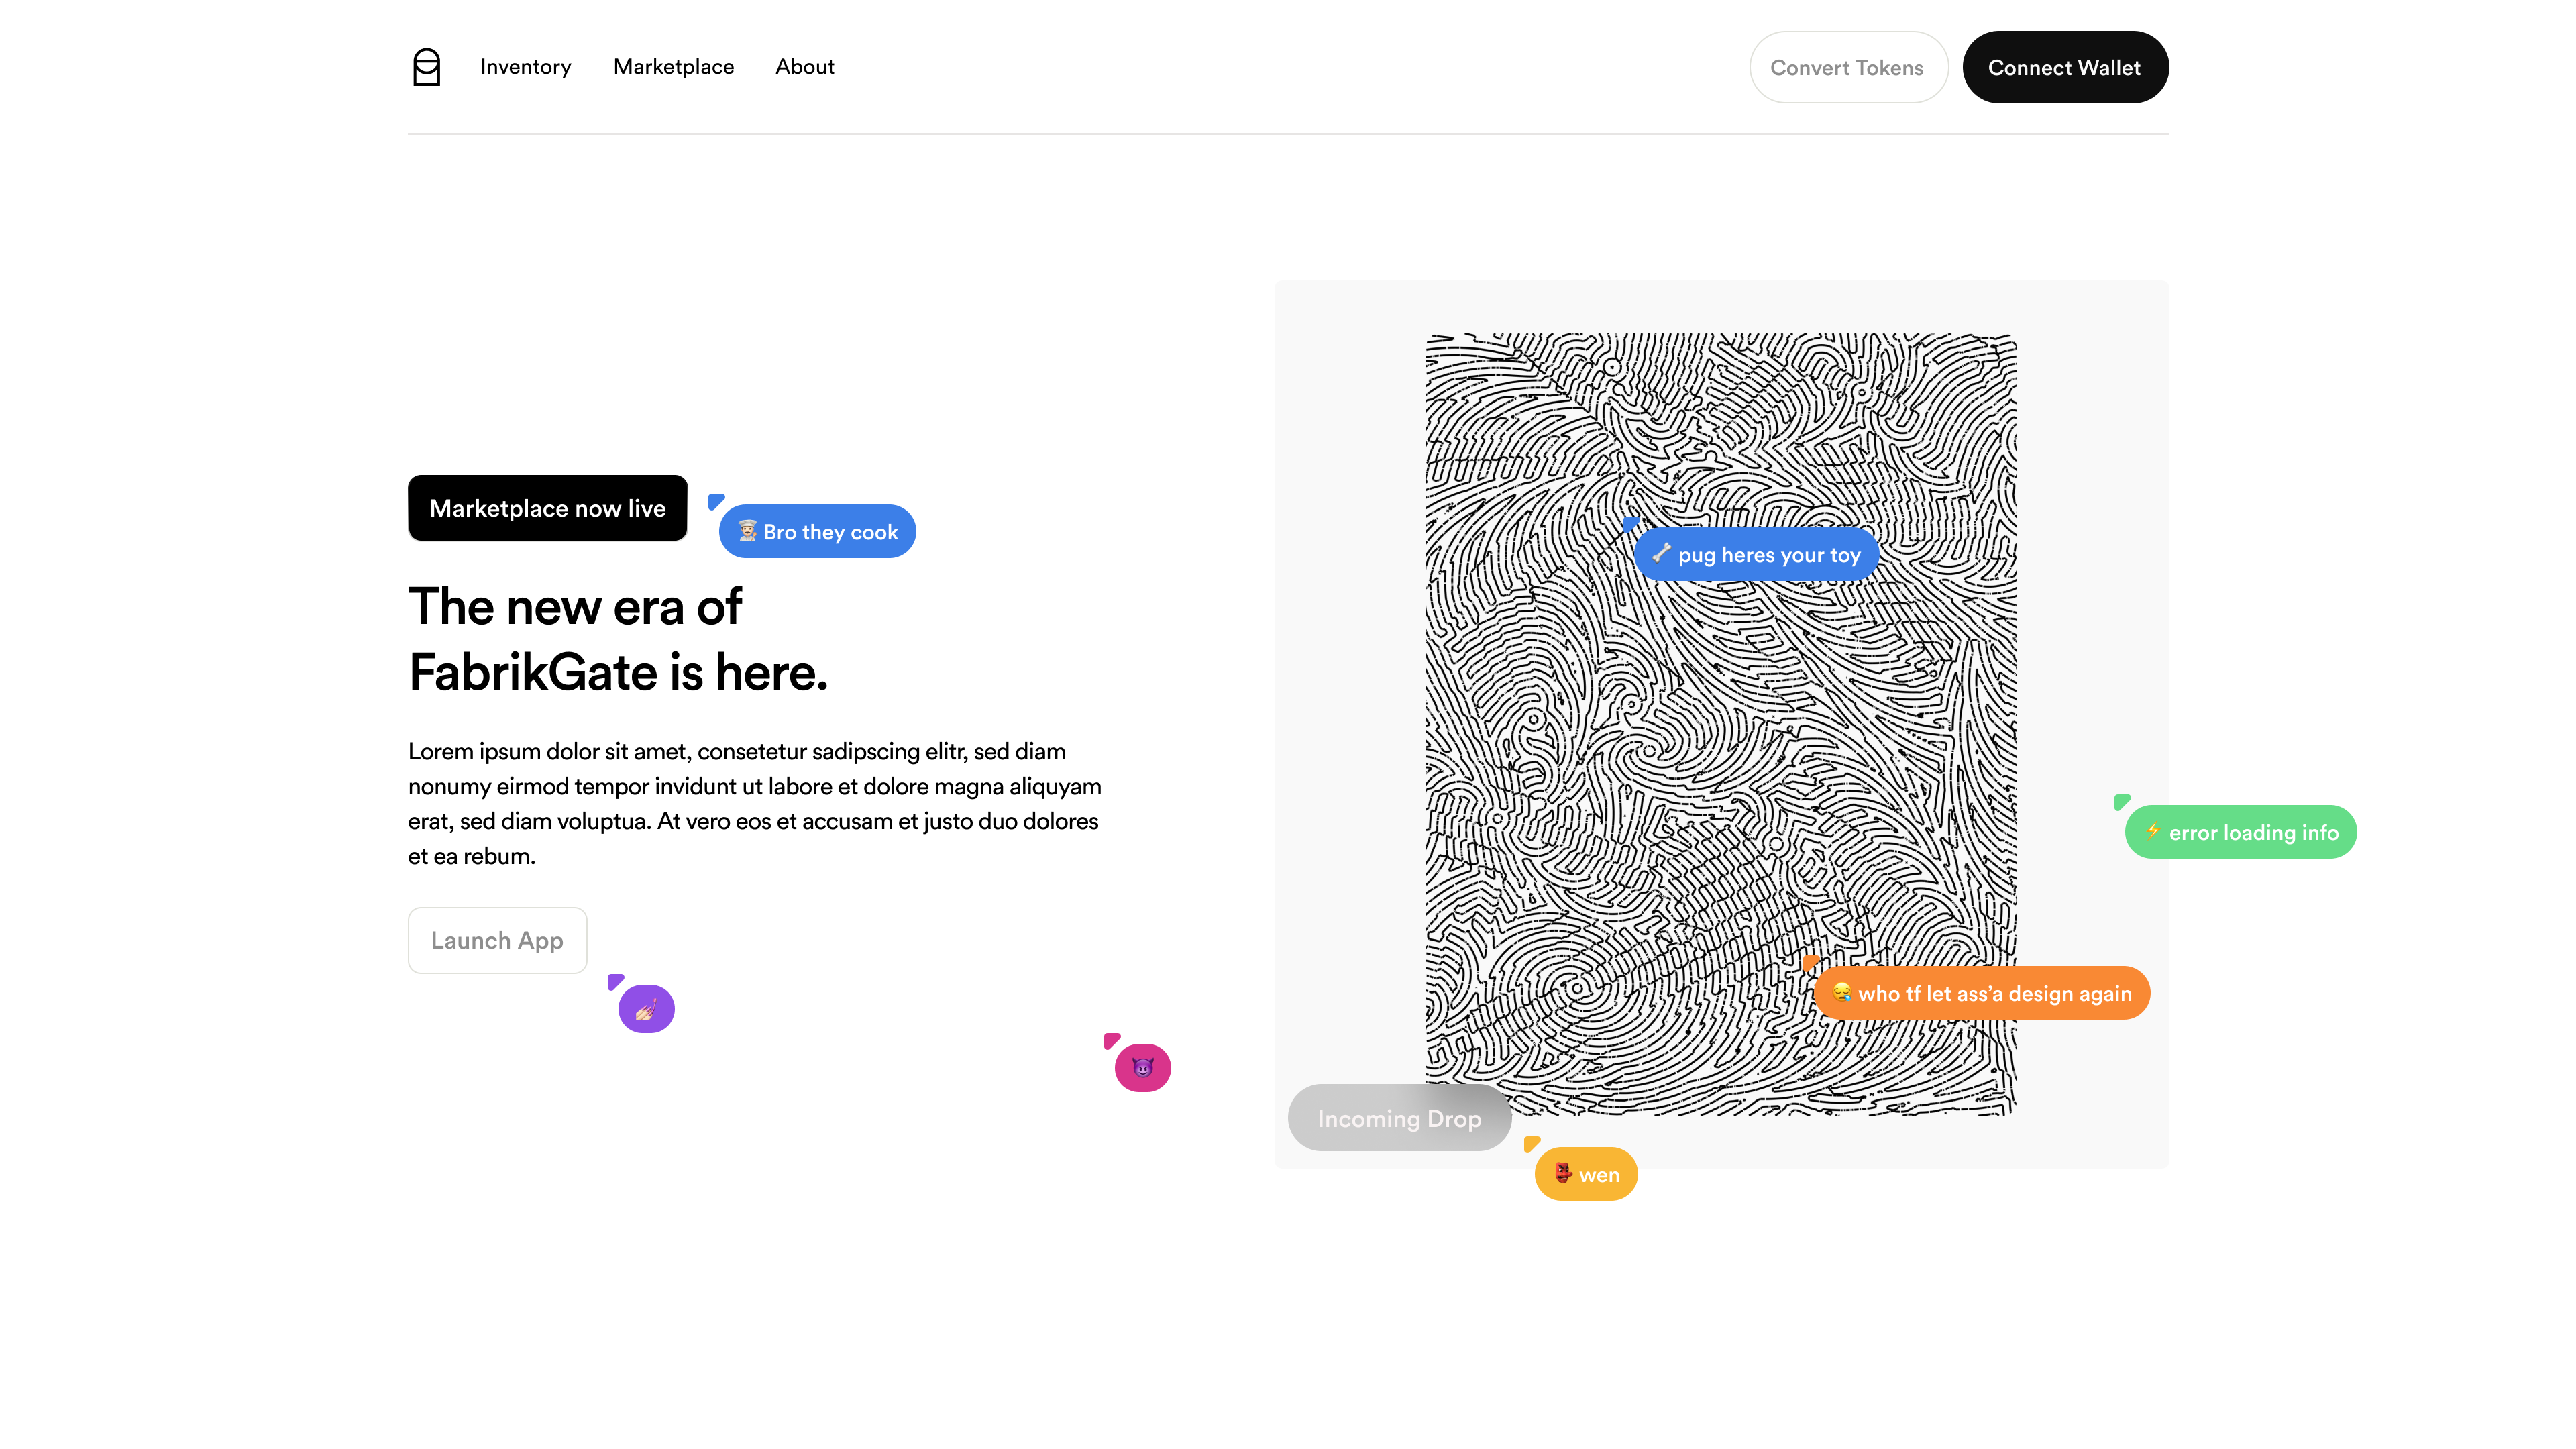 Inventory
Marketplace
About
Convert Tokens
Connect Wallet
Marketplace now live
👨🏻‍🍳 Bro they cook
The new era of
FabrikGate is here.
Lorem ipsum dolor sit amet, consetetur sadipscing elitr, sed diam
nonumy eirmod tempor invidunt ut labore et dolore magna aliquyam
erat, sed diam voluptua. At vero eos et accusam et justo duo dolores
et ea rebum.
Launch App
💅🏻
😈
🦴 pug heres your toy
⚡ error loading info
😪 who tf let ass’a design again
Incoming Drop
👺 wen